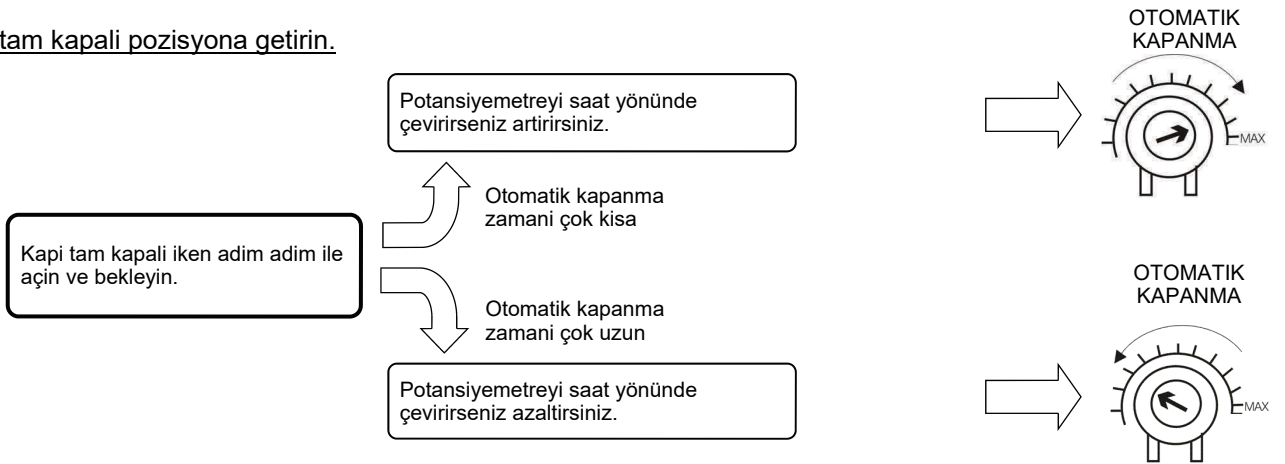 tam kapali pozisyona getirin.
OTOMATIK
KAPANMA
Potansiyemetreyi saat yönünde
çevirirseniz artirirsiniz.
MAX
Otomatik kapanma
zamani çok kisa
Kapi tam kapali iken adim adim ile
açin ve bekleyin.
OTOMATIK
KAPANMA
Otomatik kapanma
zamani çok uzun
Potansiyemetreyi saat yönünde
çevirirseniz azaltirsiniz.
MAX